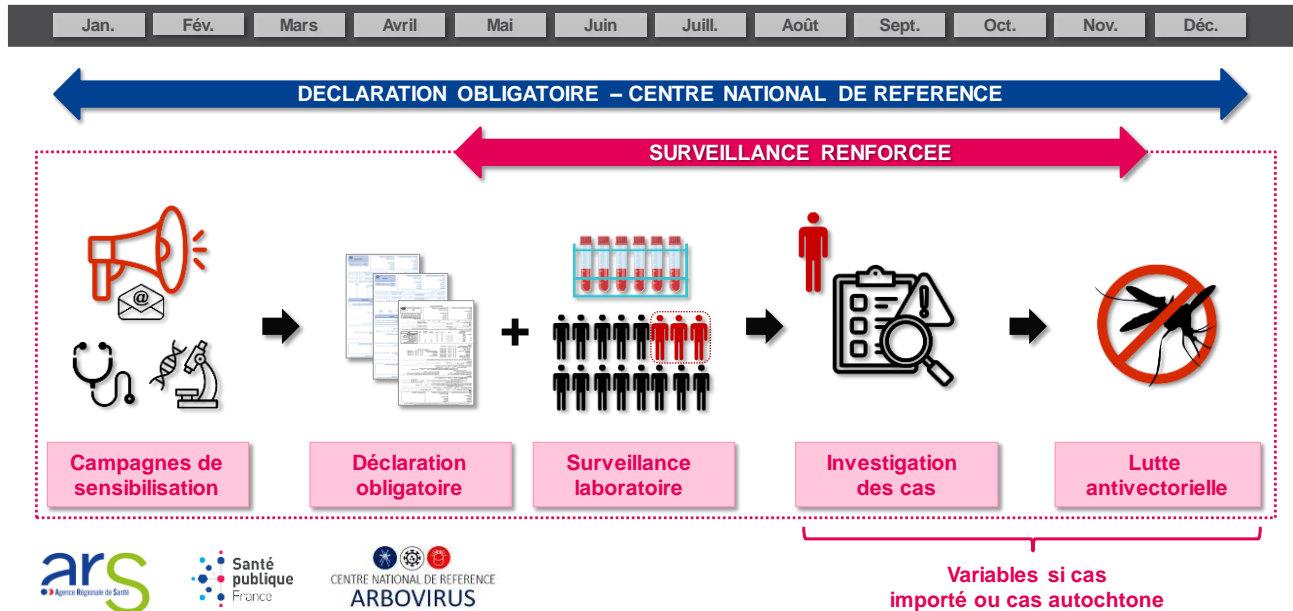 Jan. Fév. Mars Avril Mai Juin Juill. Août Sept. Oct. Nov. Déc.
DECLARATION OBLIGATOIRE – CENTRE NATIONAL DE REFERENCE
SURVEILLANCE RENFORCEE
@
Campagnes de
sensibilisation
Déclaration
obligatoire
Surveillance
laboratoire
Investigation
des cas
Lutte
antivectorielle
ars
Agence Régionale de Santé
Santé
publique
France
CENTRE NATIONAL DE REFERENCE
ARBOVIRUS
Variables si cas
importé ou cas autochtone